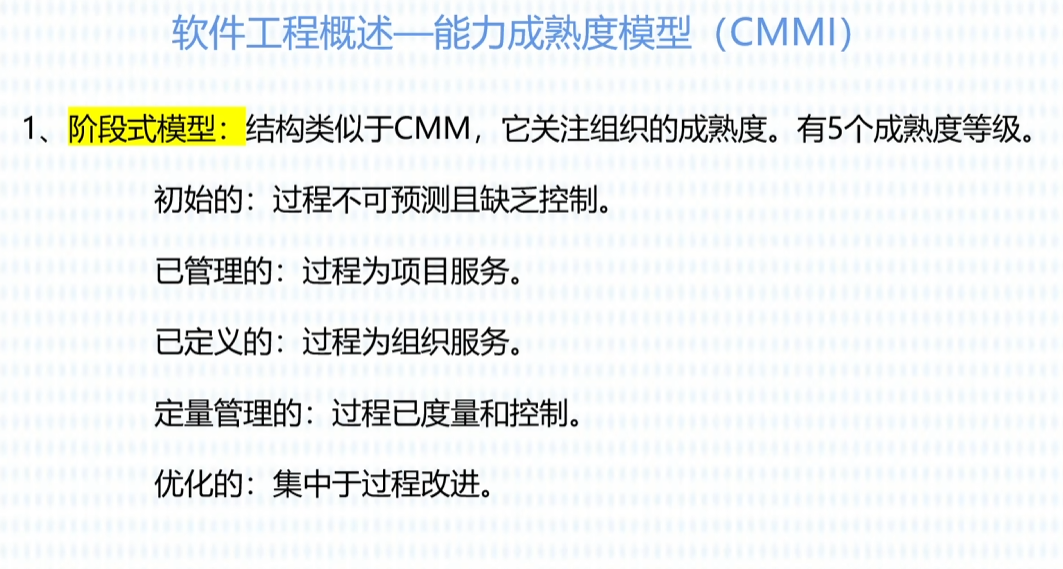 软件工程概述—能力成熟度模型（CMMI）
1、阶段式模型：结构类似于CMM，它关注组织的成熟度。有5个成熟度等级。
初始的：过程不可预测且缺乏控制。
已管理的：过程为项目服务。
已定义的：过程为组织服务。
定量管理的：过程已度量和控制。
优化的：集中于过程改进。